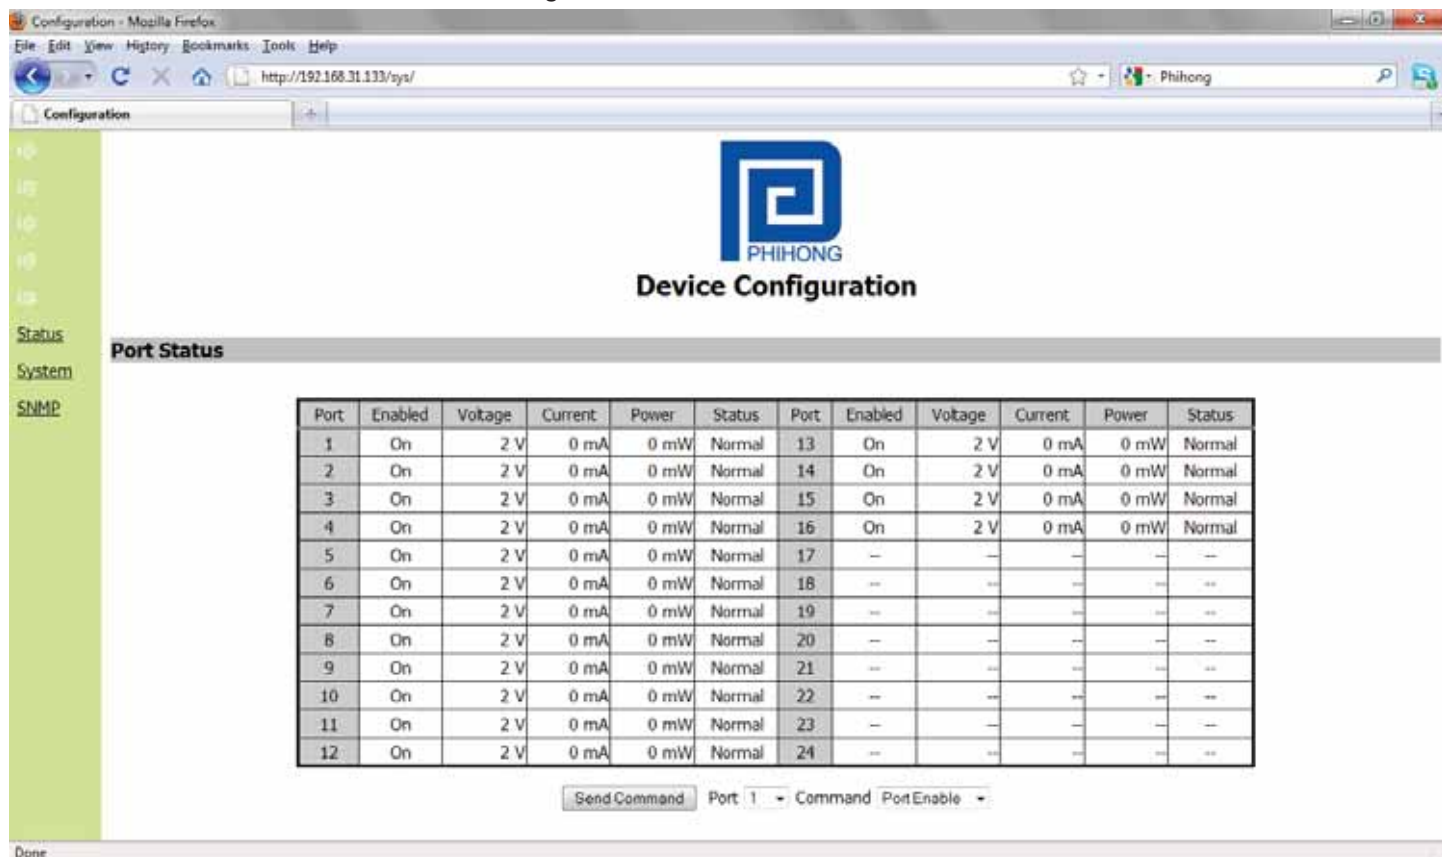 Configuration - Mozilla Firefox
File Edit View History Bookmarks Tools Help
http://192.168.31.133/sys/ Phihong
Configuration
PHIHONG
Device Configuration
Status
Port Status
System
SNMP
Port Enabled Voltage Current Power Status Port Enabled Voltage Current Power Status
1 On 2 V 0 mA 0 mW Normal 13 On 2 V 0 mA 0 mW Normal
2 On 2 V 0 mA 0 mW Normal 14 On 2 V 0 mA 0 mW Normal
3 On 2 V 0 mA 0 mW Normal 15 On 2 V 0 mA 0 mW Normal
4 On 2 V 0 mA 0 mW Normal 16 On 2 V 0 mA 0 mW Normal
5 On 2 V 0 mA 0 mW Normal 17 -- -- -- -- --
6 On 2 V 0 mA 0 mW Normal 18 -- -- -- -- --
7 On 2 V 0 mA 0 mW Normal 19 -- -- -- -- --
8 On 2 V 0 mA 0 mW Normal 20 -- -- -- -- --
9 On 2 V 0 mA 0 mW Normal 21 -- -- -- -- --
10 On 2 V 0 mA 0 mW Normal 22 -- -- -- -- --
11 On 2 V 0 mA 0 mW Normal 23 -- -- -- -- --
12 On 2 V 0 mA 0 mW Normal 24 -- -- -- -- --
Send Command Port 1 Command Port Enable
Done